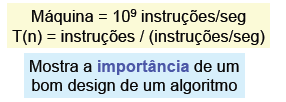 Máquina = 10⁹ instruções/seg
T(n) = instruções / (instruções/seg)
Mostra a importância de um
bom design de um algoritmo